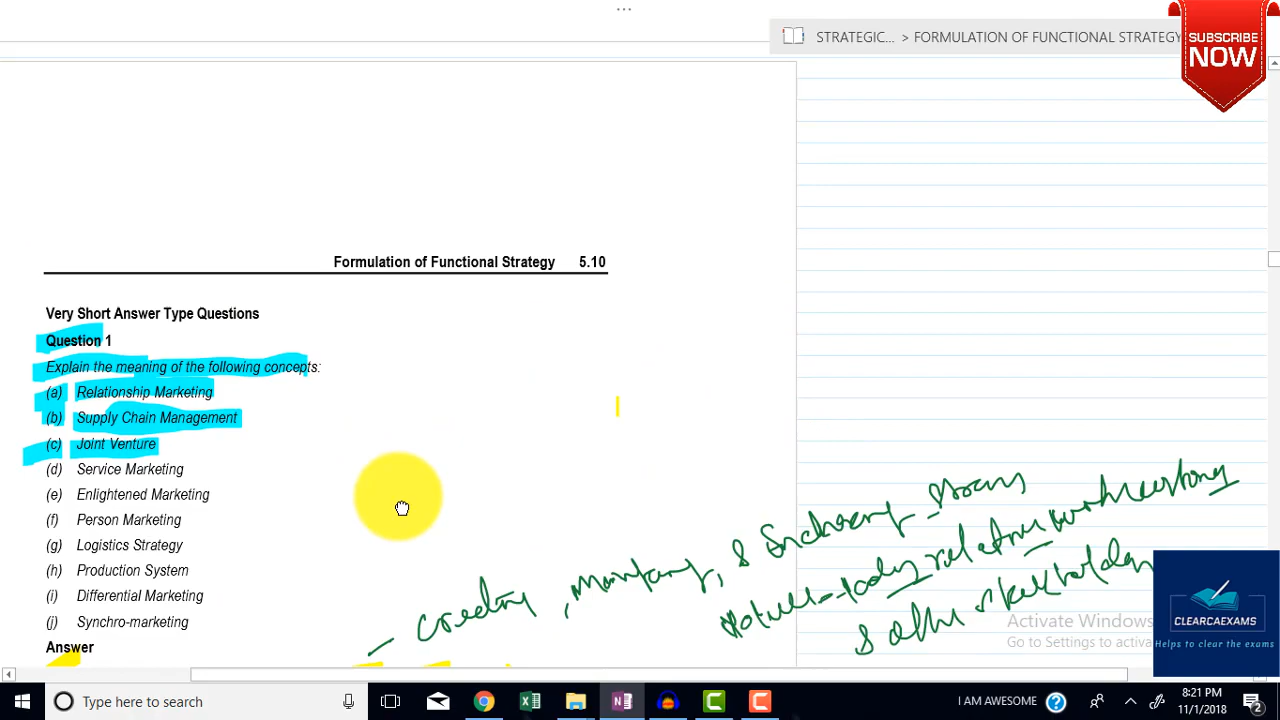 ...
STRATEGIC... > FORMULATION OF FUNCTIONAL STRATEGY
SUBSCRIBE
NOW
Formulation of Functional Strategy 5.10
Very Short Answer Type Questions
Question 1
Explain the meaning of the following concepts:
(a) Relationship Marketing
(b) Supply Chain Management
(c) Joint Venture
(d) Service Marketing
(e) Enlightened Marketing
(f) Person Marketing
(g) Logistics Strategy
(h) Production System
(i) Differential Marketing
(j) Synchro-marketing
Answer
Activate Windows
Go to Settings to activa
CLEARCAEXAMS
Helps to clear the exams
Type here to search
I AM AWESOME
8:21 PM
11/1/2018
2